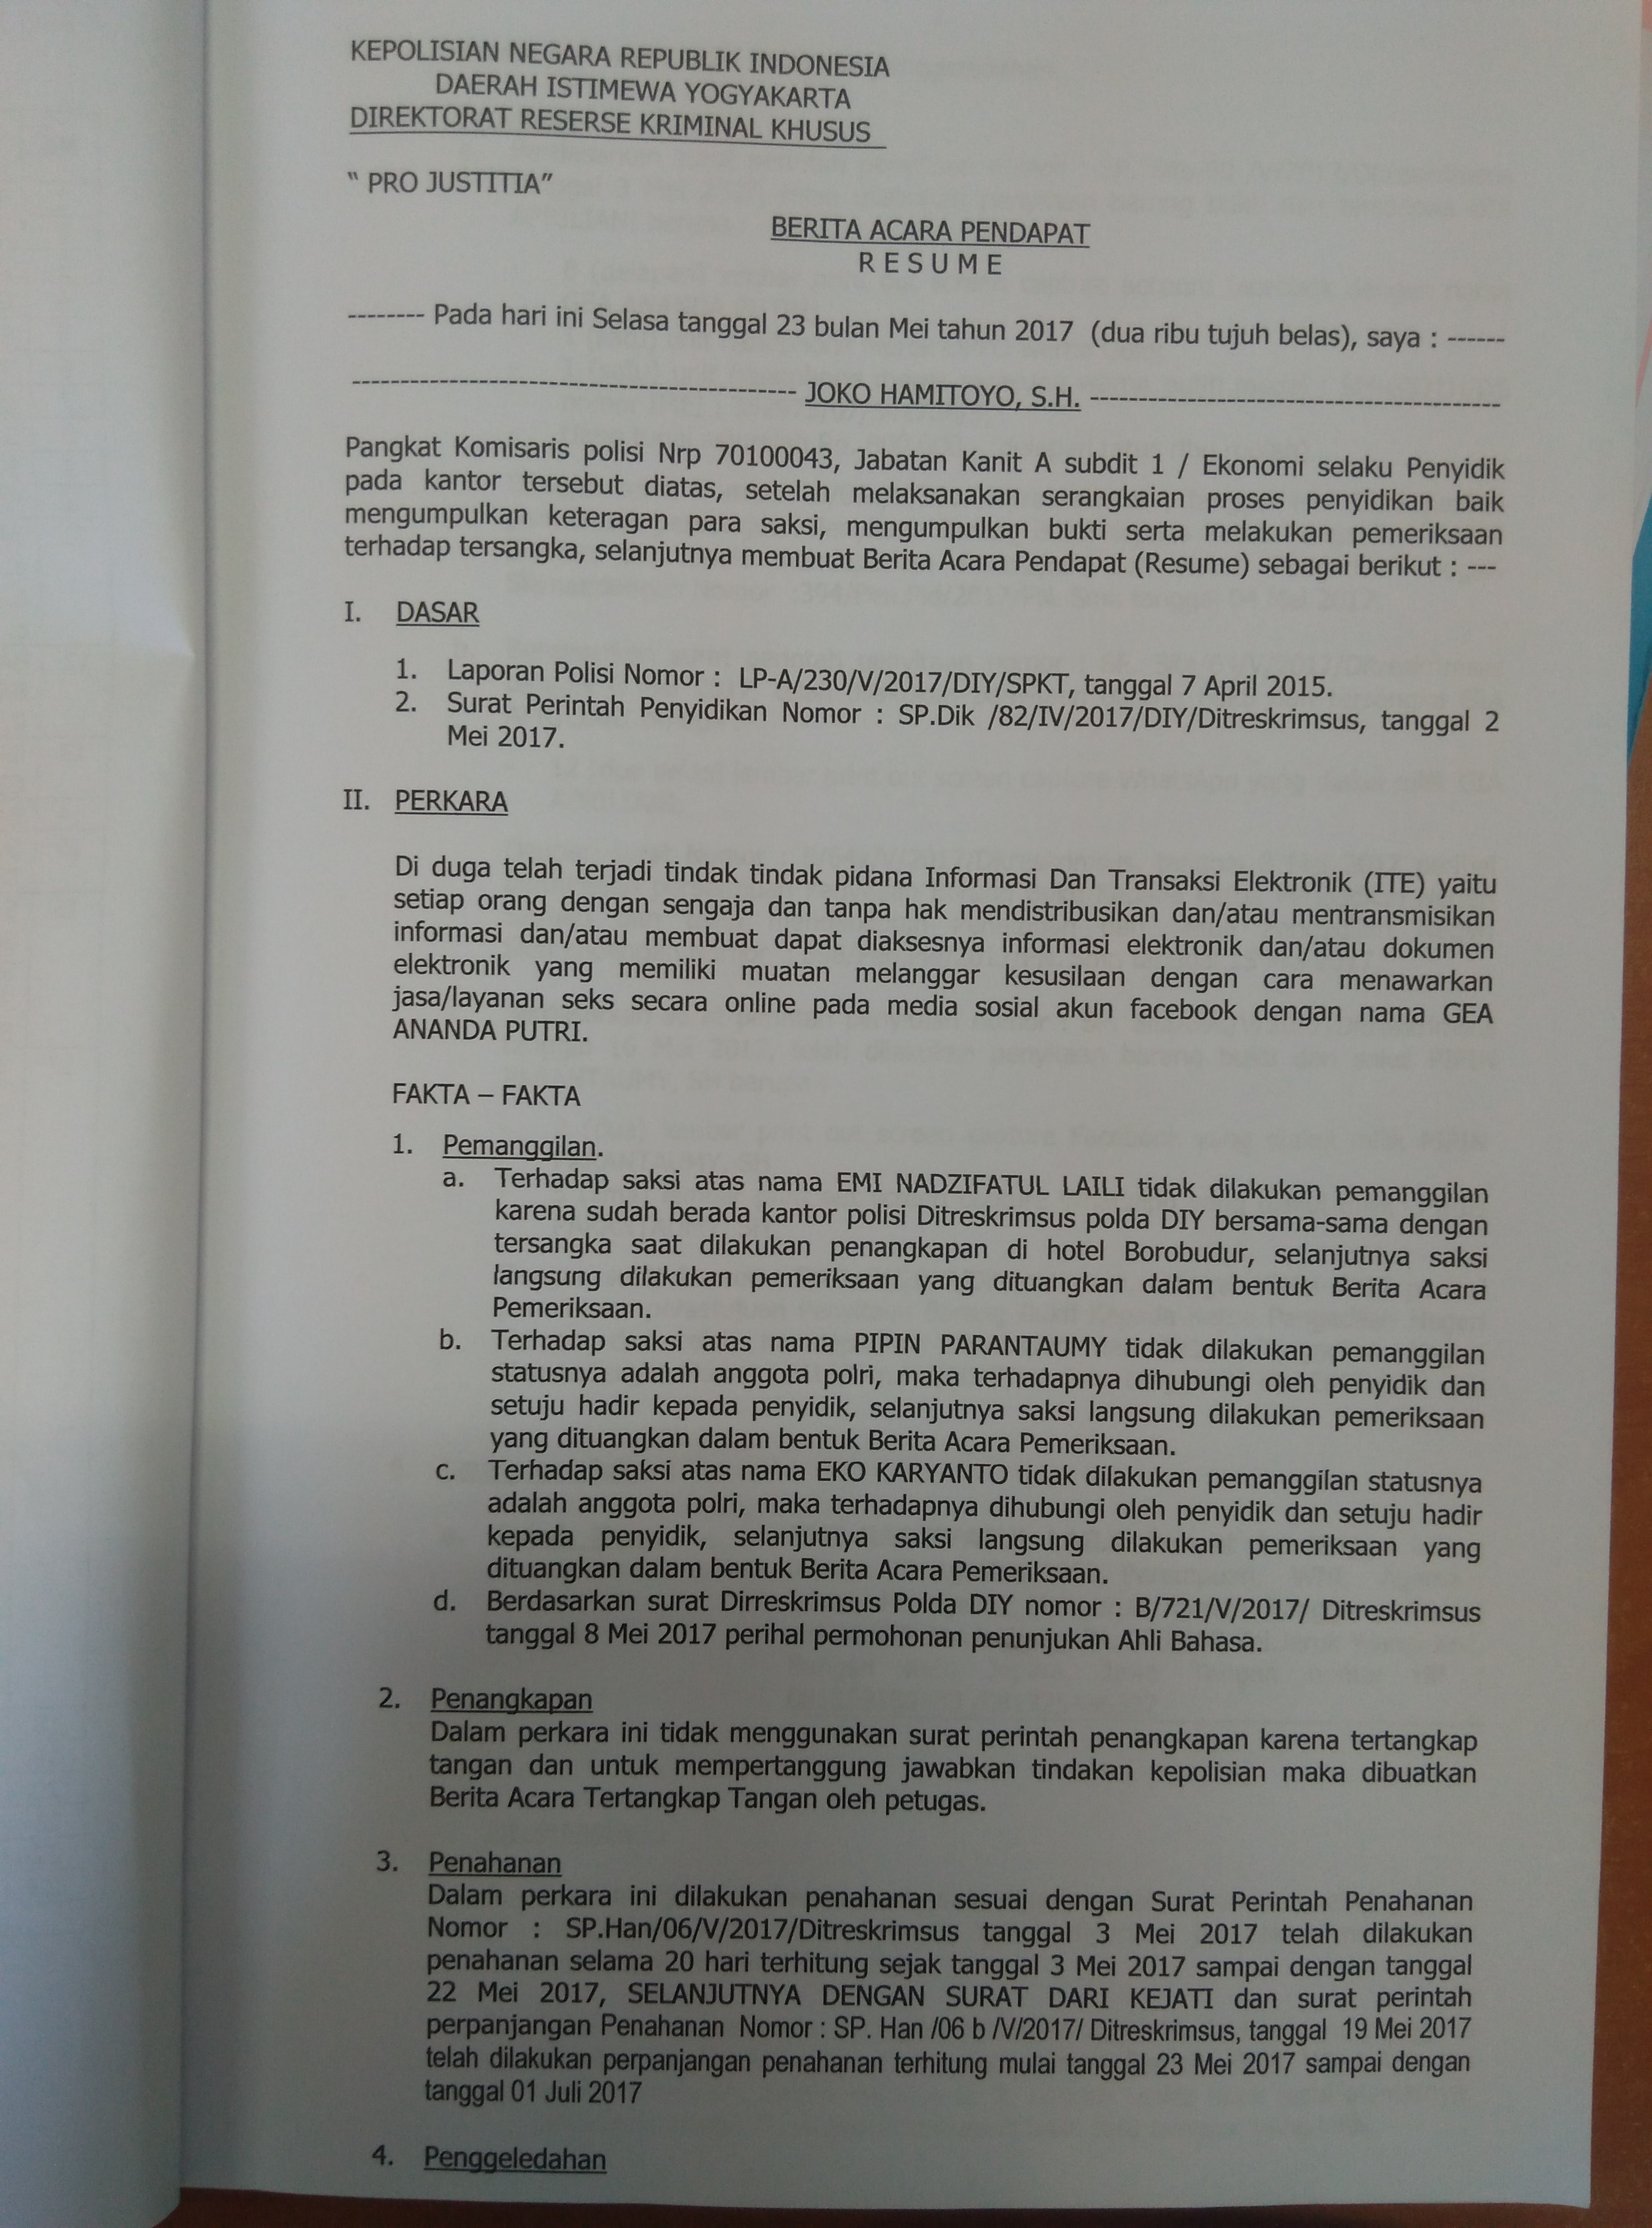 KEPOLISIAN NEGARA REPUBLIK INDONESIA
DAERAH ISTIMEWA YOGYAKARTA
DIREKTORAT RESERSE KRIMINAL KHUSUS
" PRO JUSTITIA"
BERITA ACARA PENDAPAT
R E S U M E
-------- Pada hari ini Selasa tanggal 23 bulan Mei tahun 2017 (dua ribu tujuh belas), saya : ------
---------------------------------------------- JOKO HAMITOYO, S.H. ------------------------------------------
Pangkat Komisaris polisi Nrp 70100043, Jabatan Kanit A subdit 1 / Ekonomi selaku Penyidik
pada kantor tersebut diatas, setelah melaksanakan serangkaian proses penyidikan baik
mengumpulkan keteragan para saksi, mengumpulkan bukti serta melakukan pemeriksaan
terhadap tersangka, selanjutnya membuat Berita Acara Pendapat (Resume) sebagai berikut : ---
I. DASAR
1. Laporan Polisi Nomor : LP-A/230/V/2017/DIY/SPKT, tanggal 7 April 2015.
2. Surat Perintah Penyidikan Nomor : SP.Dik /82/IV/2017/DIY/Ditreskrimsus, tanggal 2
Mei 2017.
II. PERKARA
Di duga telah terjadi tindak tindak pidana Informasi Dan Transaksi Elektronik (ITE) yaitu
setiap orang dengan sengaja dan tanpa hak mendistribusikan dan/atau mentransmisikan
informasi dan/atau membuat dapat diaksesnya informasi elektronik dan/atau dokumen
elektronik yang memiliki muatan melanggar kesusilaan dengan cara menawarkan
jasa/layanan seks secara online pada media sosial akun facebook dengan nama GEA
ANANDA PUTRI.
FAKTA – FAKTA
1. Pemanggilan.
a. Terhadap saksi atas nama EMI NADZIFATUL LAILI tidak dilakukan pemanggilan
karena sudah berada kantor polisi Ditreskrimsus polda DIY bersama-sama dengan
tersangka saat dilakukan penangkapan di hotel Borobudur, selanjutnya saksi
langsung dilakukan pemeriksaan yang dituangkan dalam bentuk Berita Acara
Pemeriksaan.
b. Terhadap saksi atas nama PIPIN PARANTAUMY tidak dilakukan pemanggilan
statusnya adalah anggota polri, maka terhadapnya dihubungi oleh penyidik dan
setuju hadir kepada penyidik, selanjutnya saksi langsung dilakukan pemeriksaan
yang dituangkan dalam bentuk Berita Acara Pemeriksaan.
c. Terhadap saksi atas nama EKO KARYANTO tidak dilakukan pemanggilan statusnya
adalah anggota polri, maka terhadapnya dihubungi oleh penyidik dan setuju hadir
kepada penyidik, selanjutnya saksi langsung dilakukan pemeriksaan yang
dituangkan dalam bentuk Berita Acara Pemeriksaan.
d. Berdasarkan surat Dirreskrimsus Polda DIY nomor : B/721/V/2017/ Ditreskrimsus
tanggal 8 Mei 2017 perihal permohonan penunjukan Ahli Bahasa.
2. Penangkapan
Dalam perkara ini tidak menggunakan surat perintah penangkapan karena tertangkap
tangan dan untuk mempertanggung jawabkan tindakan kepolisian maka dibuatkan
Berita Acara Tertangkap Tangan oleh petugas.
3. Penahanan
Dalam perkara ini dilakukan penahanan sesuai dengan Surat Perintah Penahanan
Nomor : SP.Han/06/V/2017/Ditreskrimsus tanggal 3 Mei 2017 telah dilakukan
penahanan selama 20 hari terhitung sejak tanggal 3 Mei 2017 sampai dengan tanggal
22 Mei 2017, SELANJUTNYA DENGAN SURAT DARI KEJATI dan surat perintah
perpanjangan Penahanan Nomor : SP. Han /06 b /V/2017/ Ditreskrimsus, tanggal 19 Mei 2017
telah dilakukan perpanjangan penahanan terhitung mulai tanggal 23 Mei 2017 sampai dengan
tanggal 01 Juli 2017
4. Penggeledahan